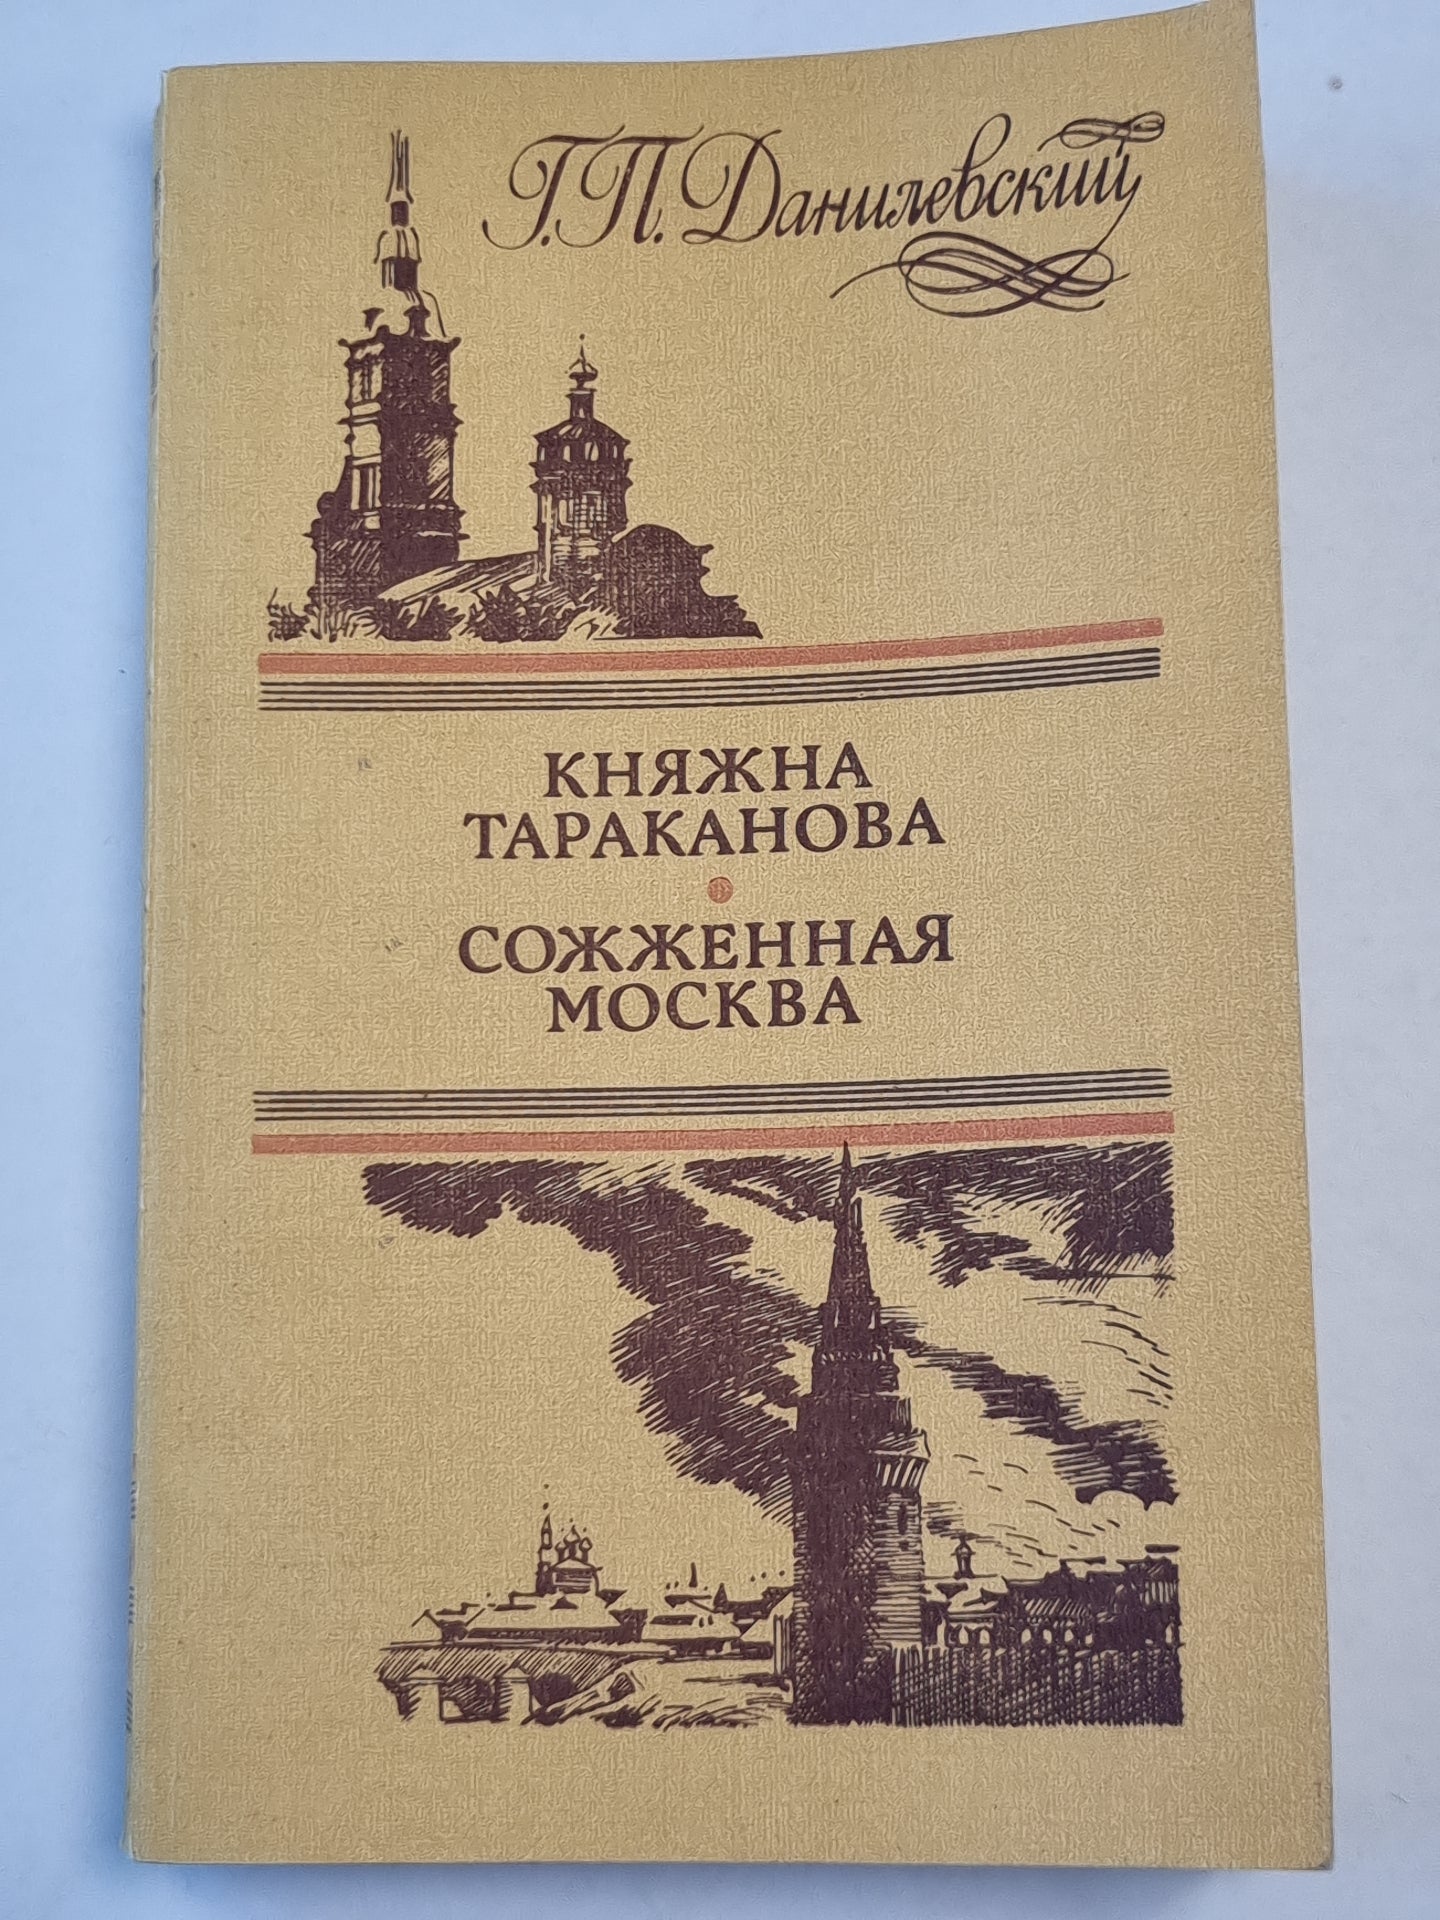 Г. П. Данилевский
КНЯЖНА
ТАРАКАНОВА
СОЖЖЕННАЯ
МОСКВА